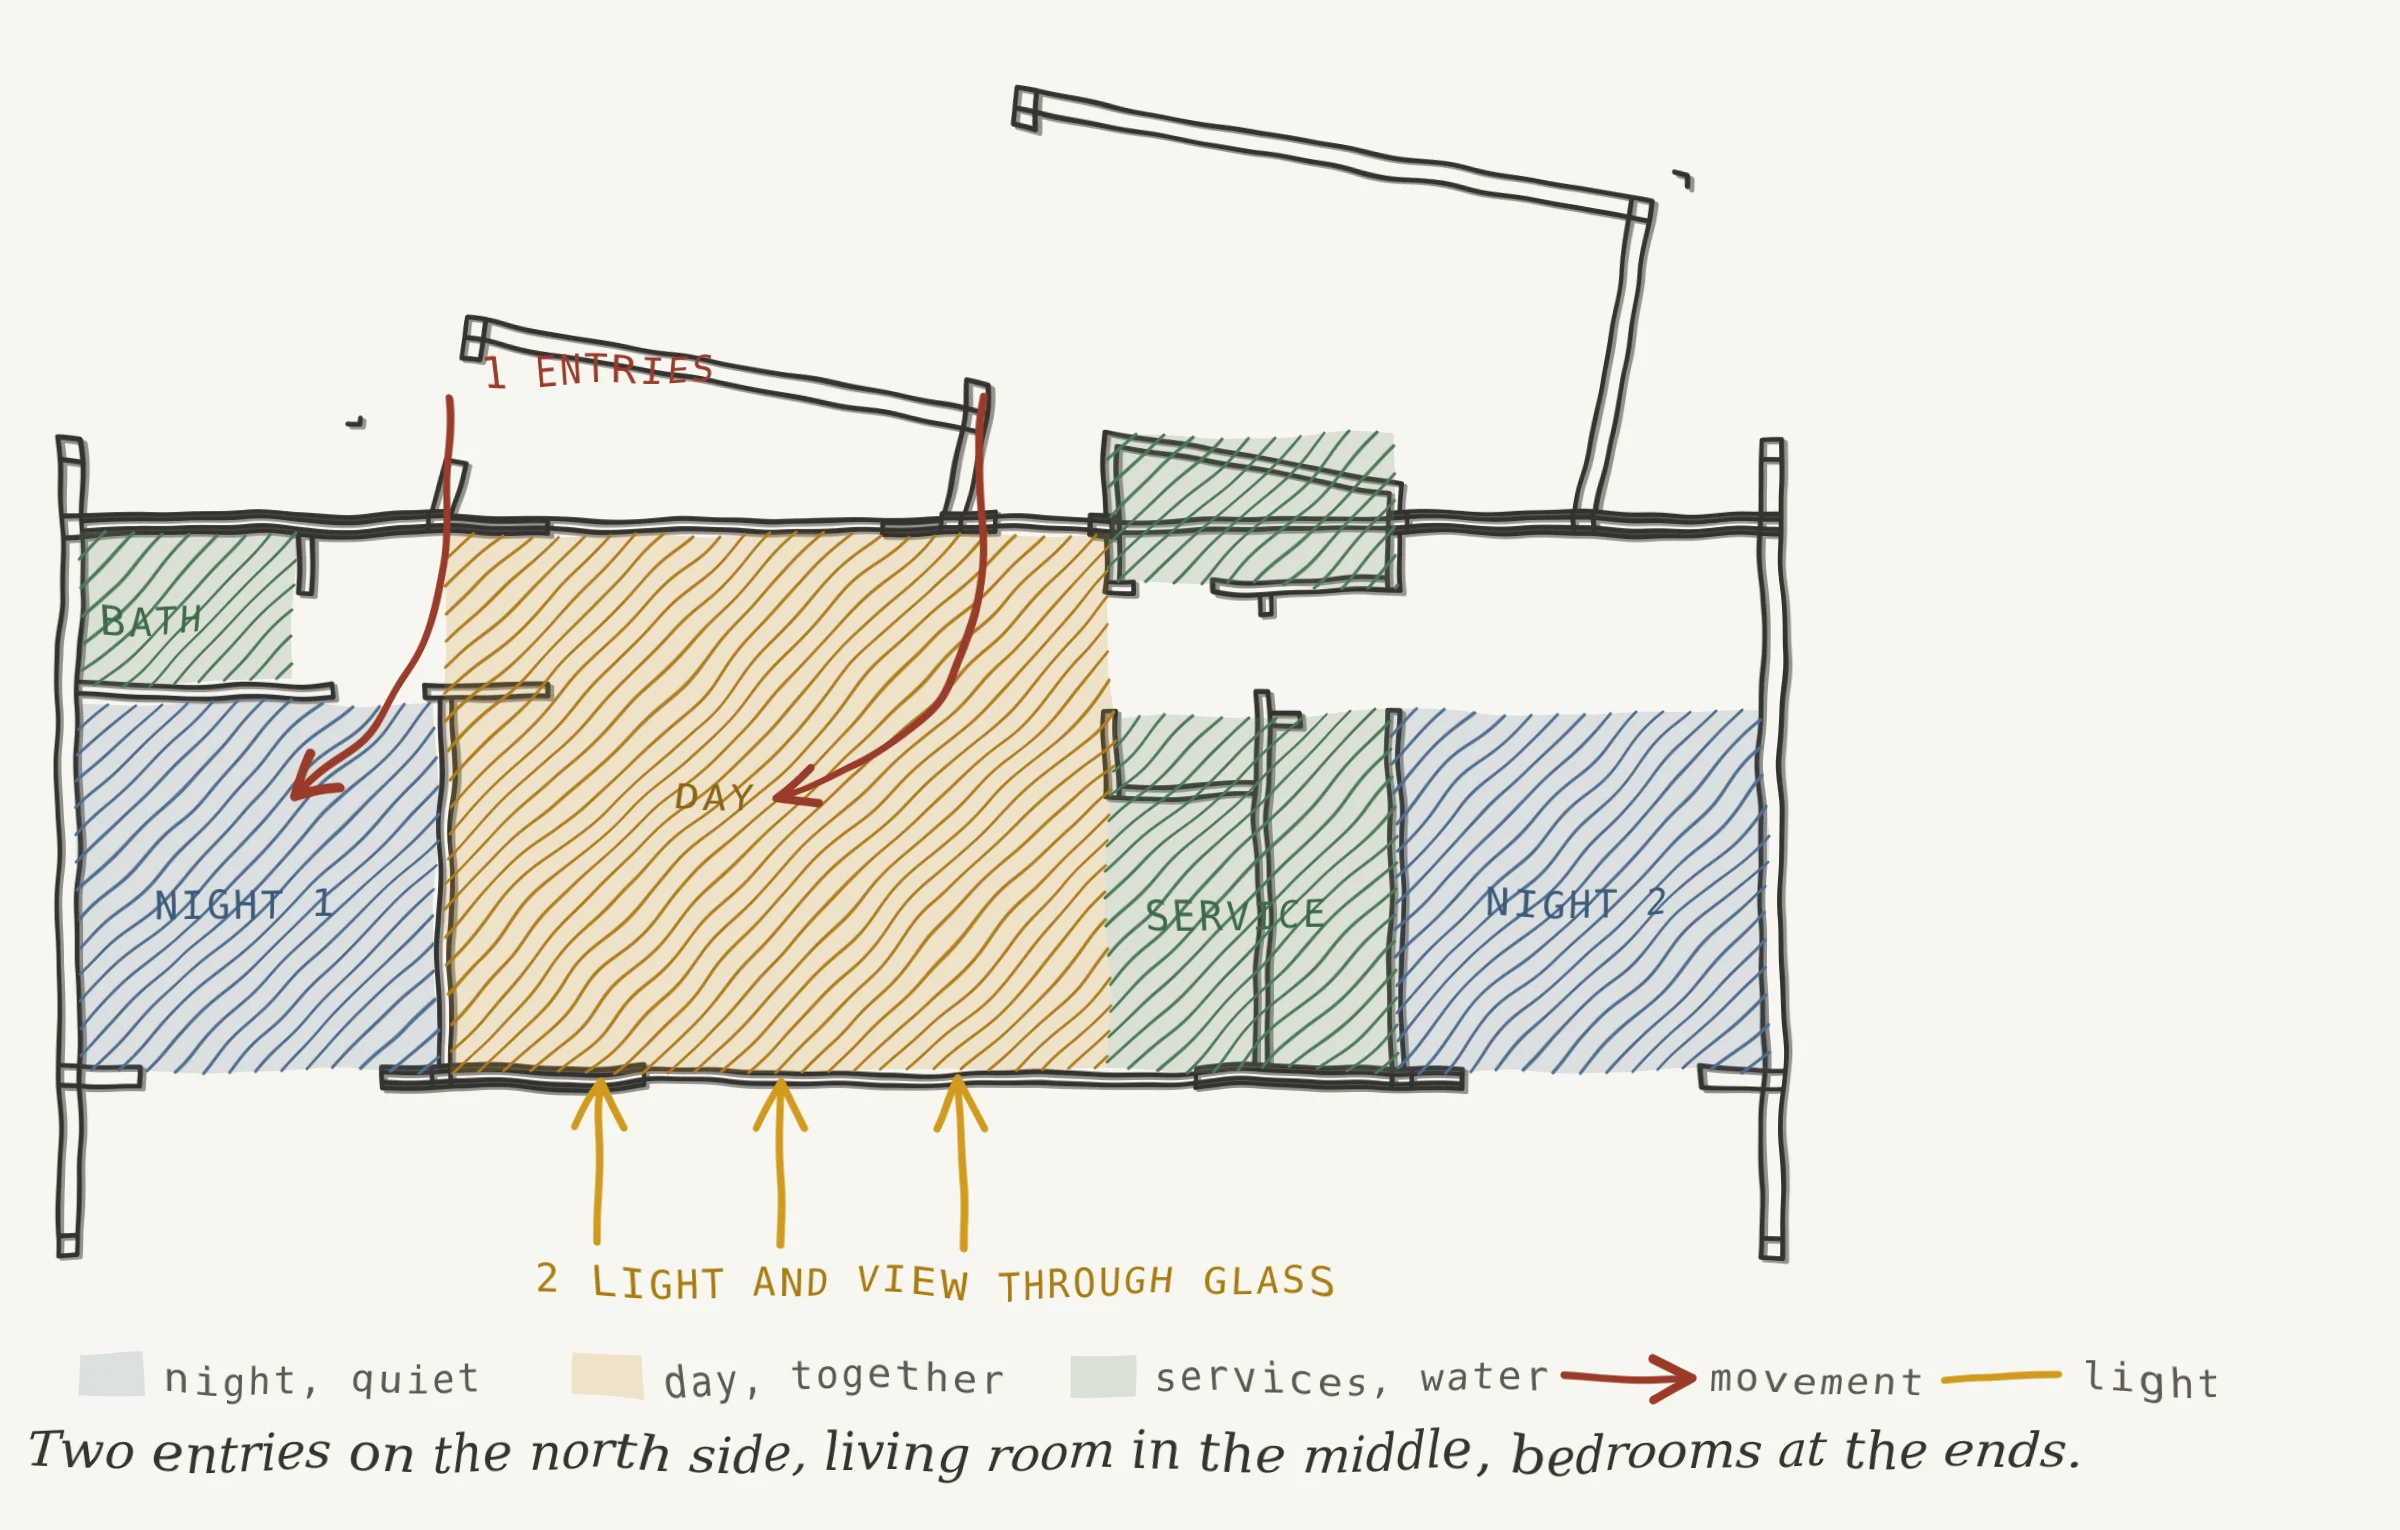 1 ENTRIES
BATH
DAY
NIGHT 1
SERVICE
NIGHT 2
2 LIGHT AND VIEW THROUGH GLASS
night, quiet
day, together
services, water
movement
light
Two entries on the north side, living room in the middle, bedrooms at the ends.